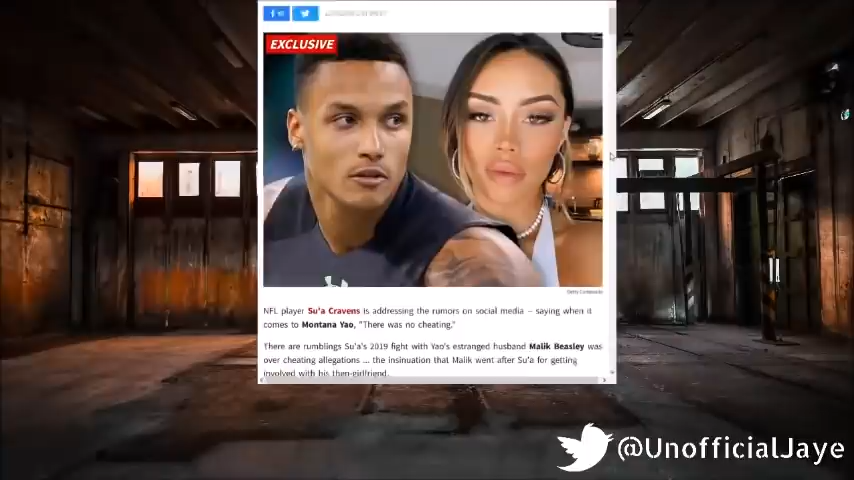 EXCLUSIVE
NFL player Su'a Cravens is addressing the rumors on social media – saying when it
comes to Montana Yao, "There was no cheating."
There are rumblings Su'a's 2019 fight with Yao's estranged husband Malik Beasley was
over cheating allegations ... the insinuation that Malik went after Su'a for getting
involved with his then-girlfriend.
@UnofficialJaye